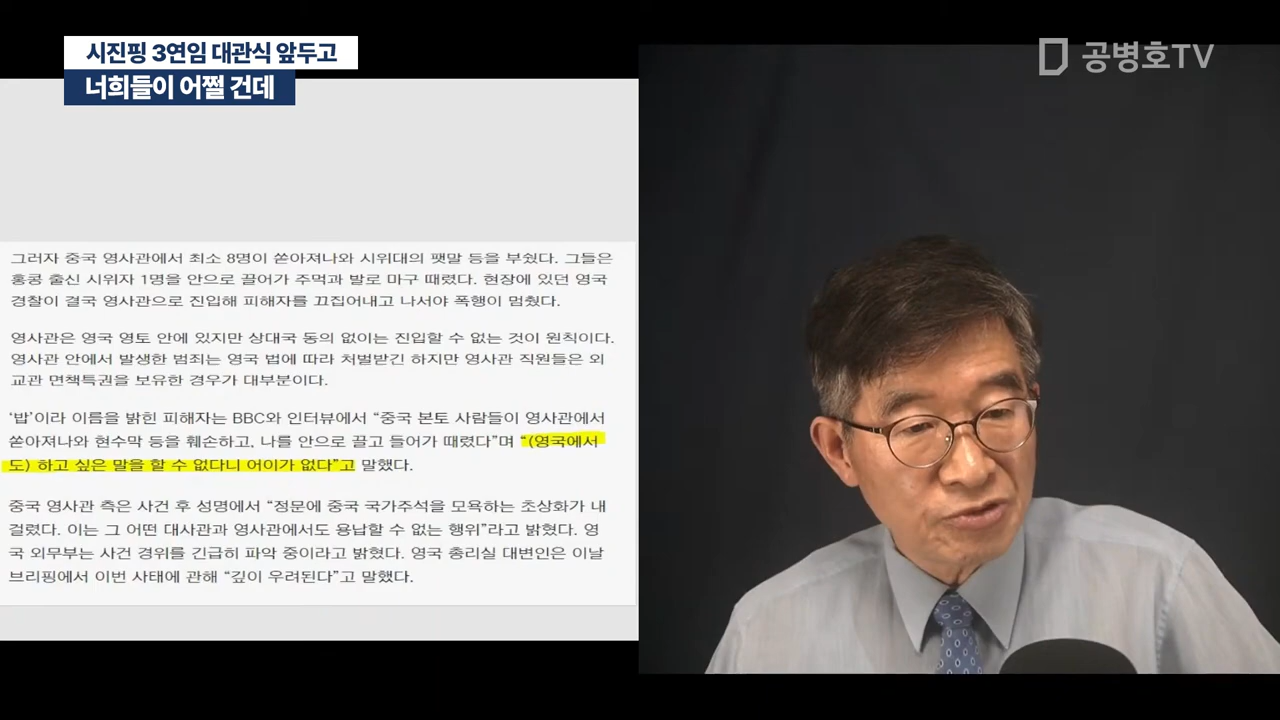 시진핑 3연임 대관식 앞두고
너희들이 어쩔 건데
공병호TV
그러자 중국 영사관에서 최소 8명이 쏟아져나와 시위대의 팻말 등을 부쉈다. 그들은
홍콩 출신 시위자 1명을 안으로 끌어가 주먹과 발로 마구 때렸다. 현장에 있던 영국
경찰이 결국 영사관으로 진입해 피해자를 끄집어내고 나서야 폭행이 멈췄다.
영사관은 영국 영토 안에 있지만 상대국 동의 없이는 진입할 수 없는 것이 원칙이다.
영사관 안에서 발생한 범죄는 영국 법에 따라 처벌받긴 하지만 영사관 직원들은 외
교관 면책특권을 보유한 경우가 대부분이다.
‘밥’이라 이름을 밝힌 피해자는 BBC와 인터뷰에서 “중국 본토 사람들이 영사관에서
쏟아져나와 현수막 등을 훼손하고, 나를 안으로 끌고 들어가 때렸다”며 “(영국에서
도) 하고 싶은 말을 할 수 없다니 어이가 없다”고 말했다.
중국 영사관 측은 사건 후 성명에서 “정문에 중국 국가주석을 모욕하는 초상화가 내
걸렸다. 이는 그 어떤 대사관과 영사관에서도 용납할 수 없는 행위”라고 밝혔다. 영
국 외무부는 사건 경위를 긴급히 파악 중이라고 밝혔다. 영국 총리실 대변인은 이날
브리핑에서 이번 사태에 관해 “깊이 우려된다”고 말했다.